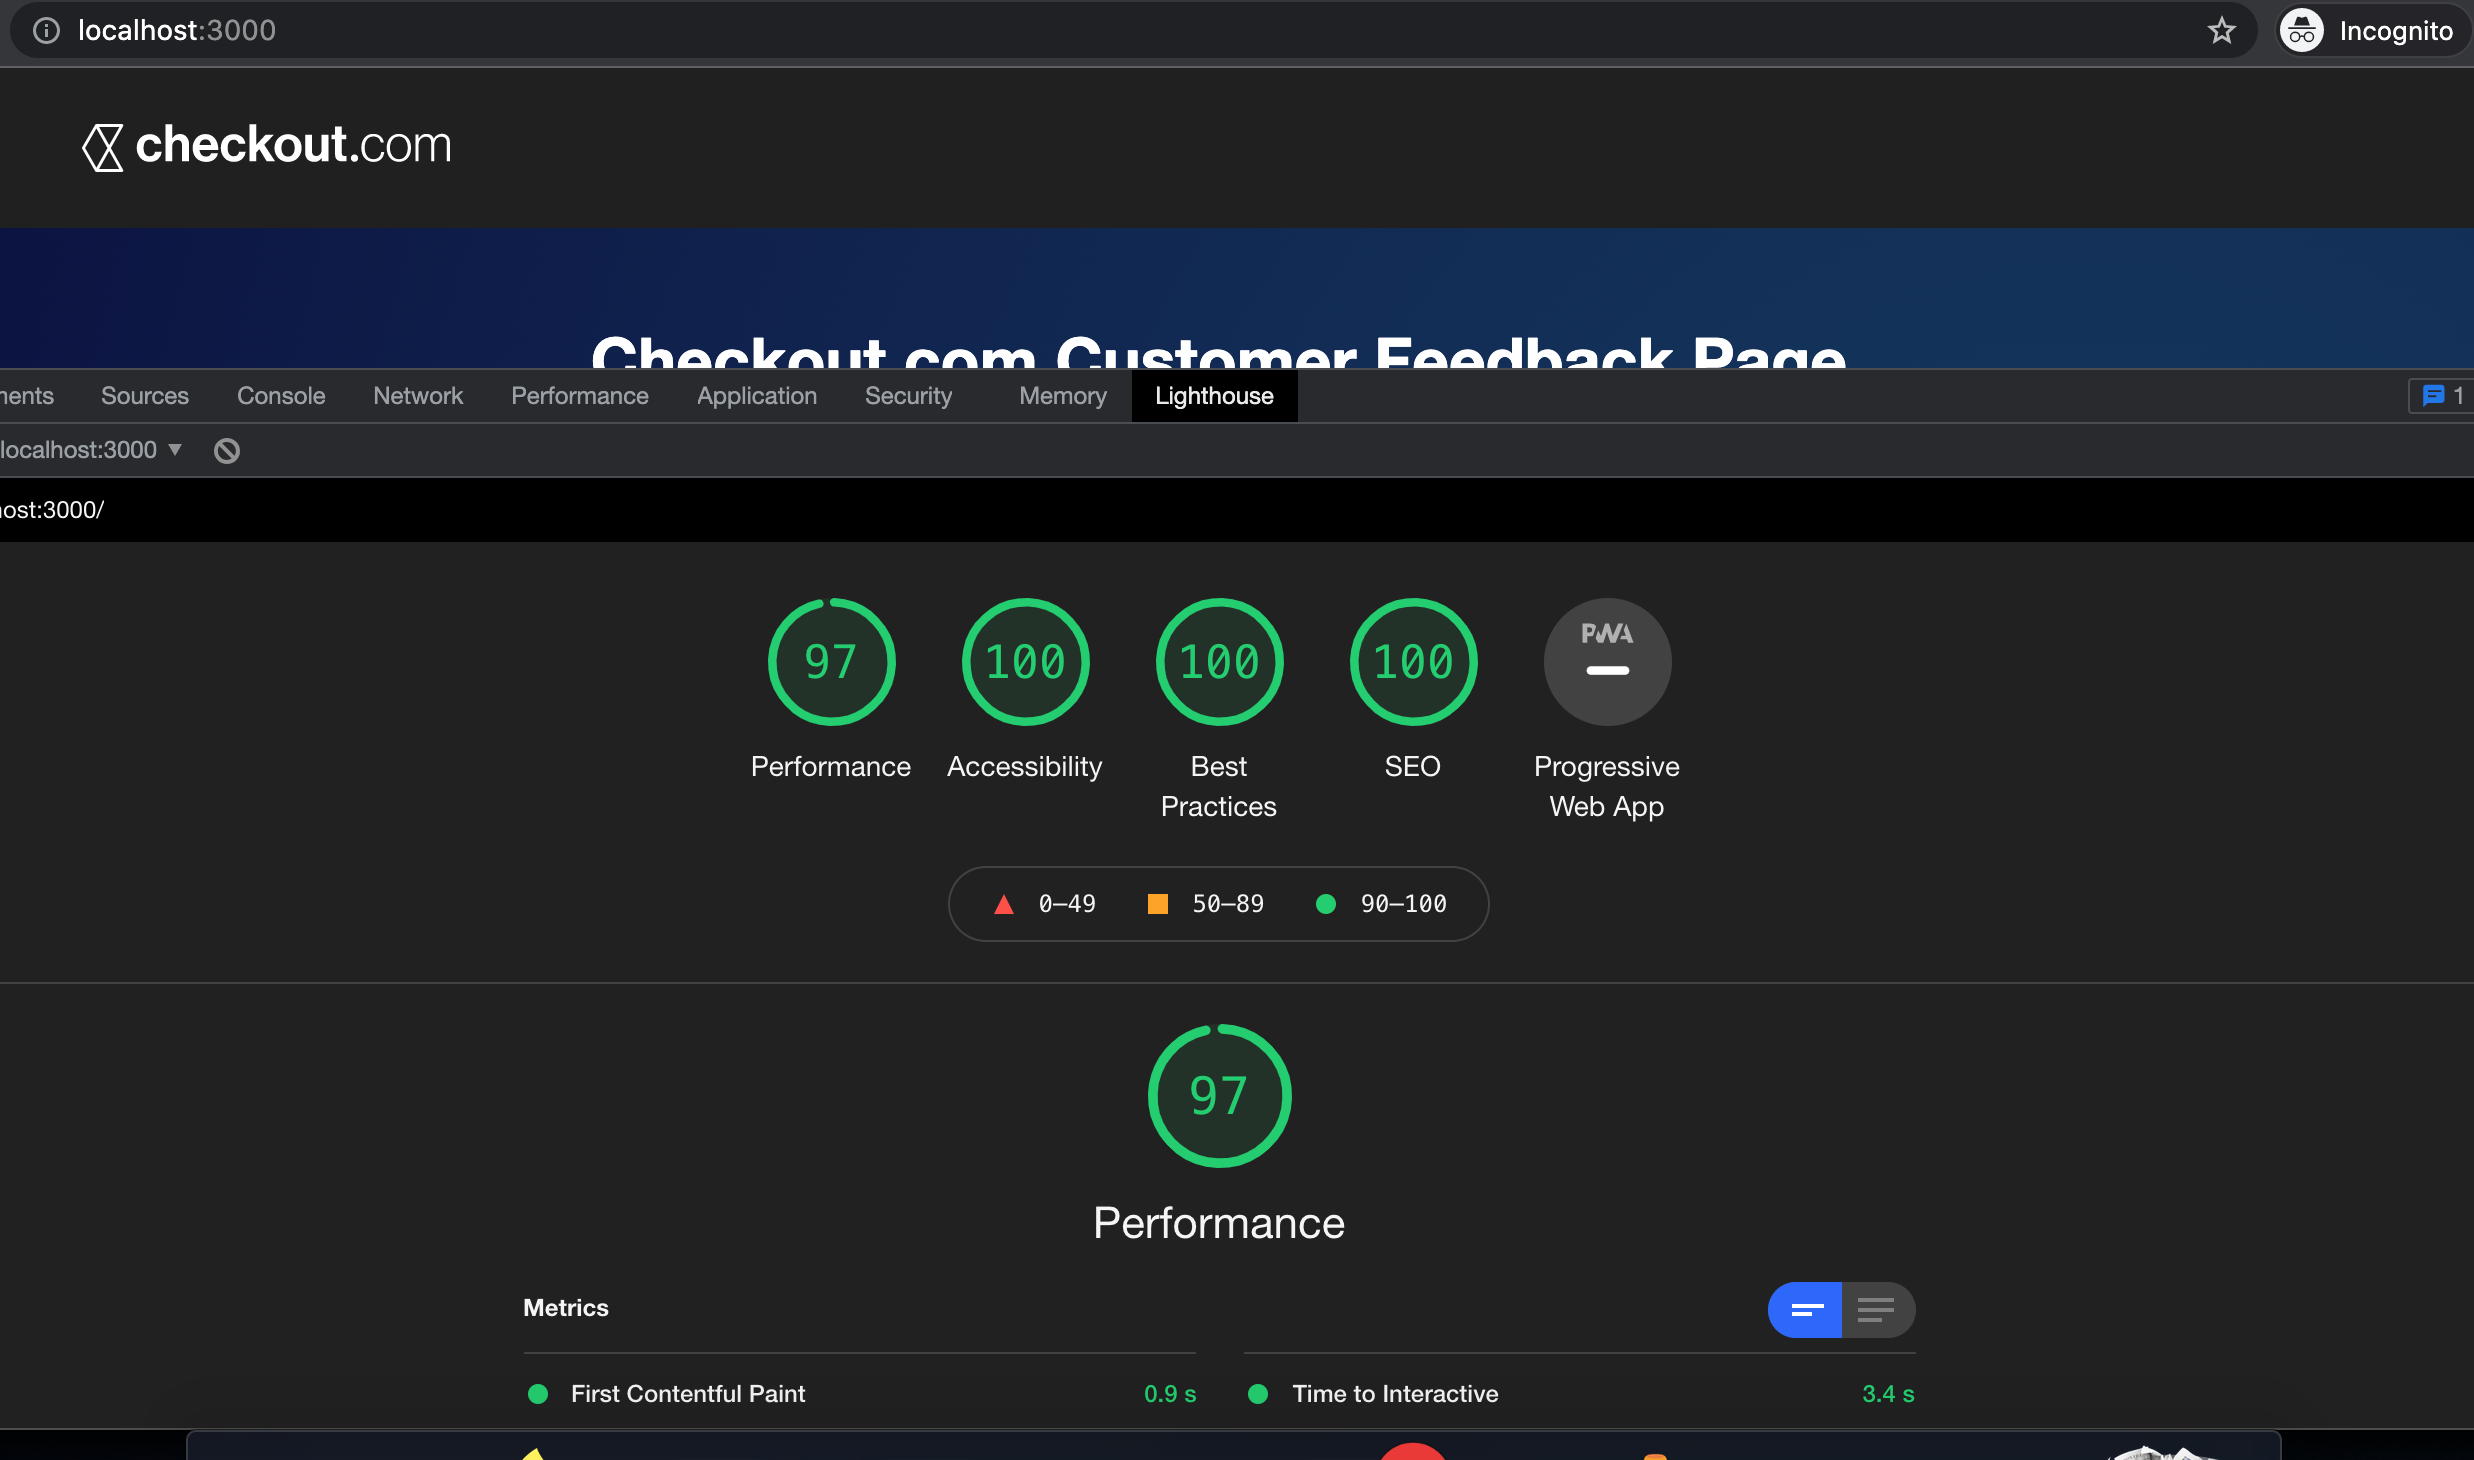 localhost:3000
Incognito
checkout.com
Checkout.com Customer Feedback Page
nents Sources Console Network Performance Application Security Memory Lighthouse 1
localhost:3000
ost:3000/
97 100 100 100 PWA
Performance Accessibility Best Practices SEO Progressive Web App
0–49 50–89 90–100
97
Performance
Metrics
First Contentful Paint 0.9 s Time to Interactive 3.4 s